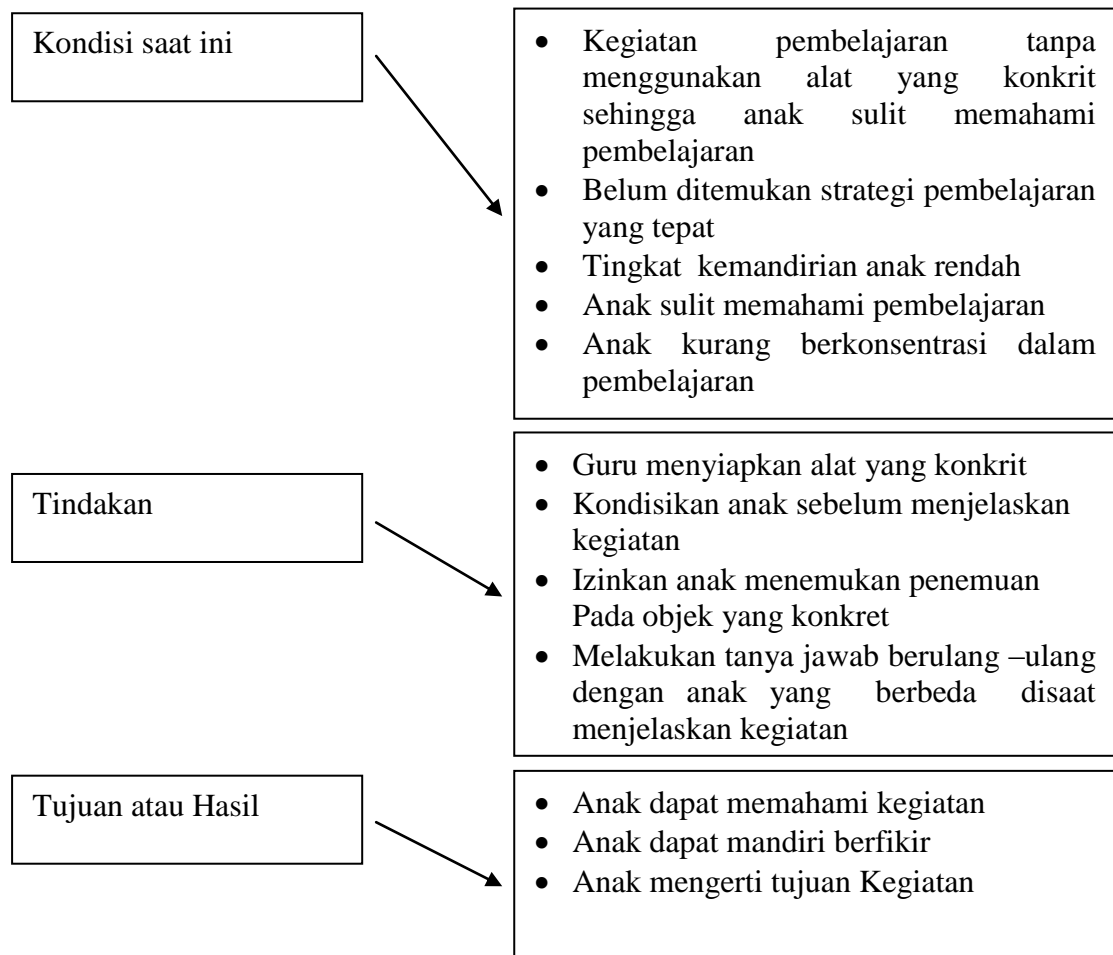 Kondisi saat ini
• Kegiatan pembelajaran tanpa
menggunakan alat yang konkrit
sehingga anak sulit memahami
pembelajaran
• Belum ditemukan strategi pembelajaran
yang tepat
• Tingkat kemandirian anak rendah
• Anak sulit memahami pembelajaran
• Anak kurang berkonsentrasi dalam
pembelajaran
Tindakan
• Guru menyiapkan alat yang konkrit
• Kondisikan anak sebelum menjelaskan
kegiatan
• Izinkan anak menemukan penemuan
Pada objek yang konkret
• Melakukan tanya jawab berulang –ulang
dengan anak yang berbeda disaat
menjelaskan kegiatan
Tujuan atau Hasil
• Anak dapat memahami kegiatan
• Anak dapat mandiri berfikir
• Anak mengerti tujuan Kegiatan